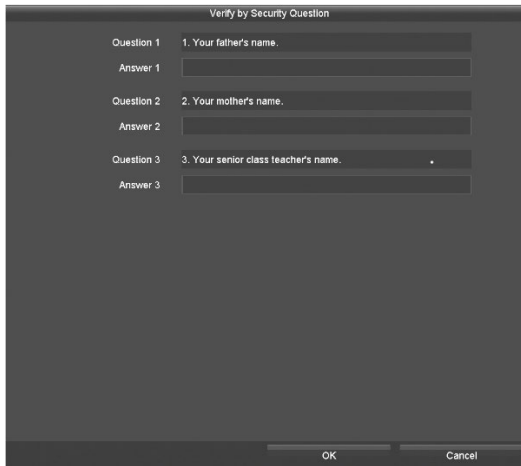 Verify by Security Question
Question 1 1. Your father's name.
Answer 1
Question 2 2. Your mother's name.
Answer 2
Question 3 3. Your senior class teacher's name.
Answer 3
OK Cancel